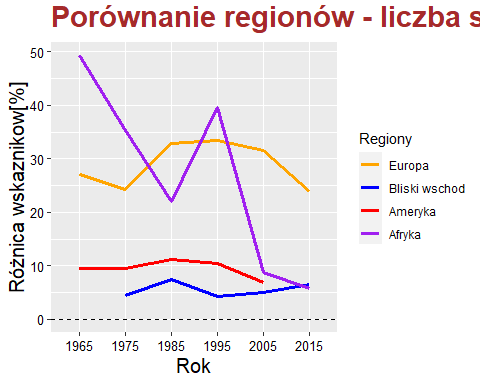 Porównanie regionów - liczba s
Różnica wskaznikow[%]
50
40
30
20
10
0
1965 1975 1985 1995 2005 2015
Rok
Regiony
Europa
Bliski wschod
Ameryka
Afryka